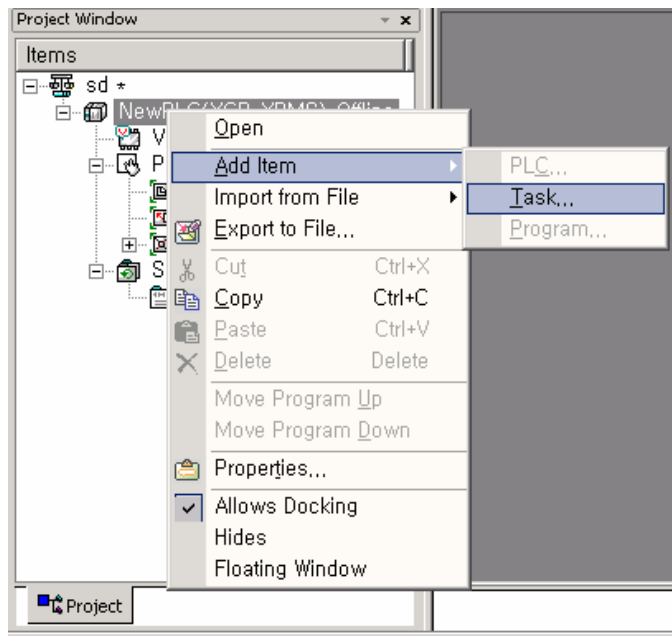 Project Window
Items
sd *
NewPLC(XGB-XBMS)-Offline
V
P
S
Open
Add Item
Import from File
Export to File...
Cut Ctrl+X
Copy Ctrl+C
Paste Ctrl+V
Delete Delete
Move Program Up
Move Program Down
Properties...
Allows Docking
Hides
Floating Window
PLC...
Task...
Program...
Project